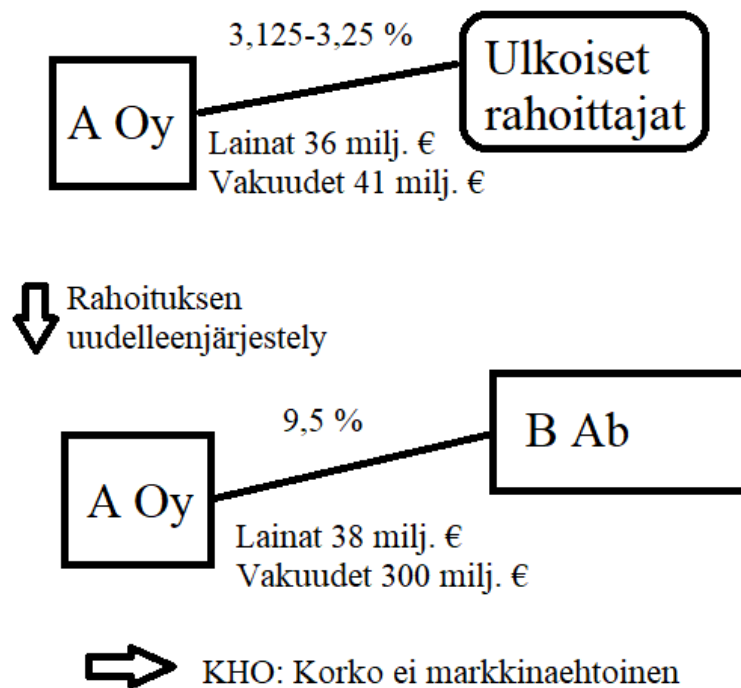 3,125-3,25 %
A Oy
Ulkoiset
rahoittajat
Lainat 36 milj. €
Vakuudet 41 milj. €
Rahoituksen
uudelleenjärjestely
9,5 %
A Oy
B Ab
Lainat 38 milj. €
Vakuudet 300 milj. €
KHO: Korko ei markkinaehtoinen